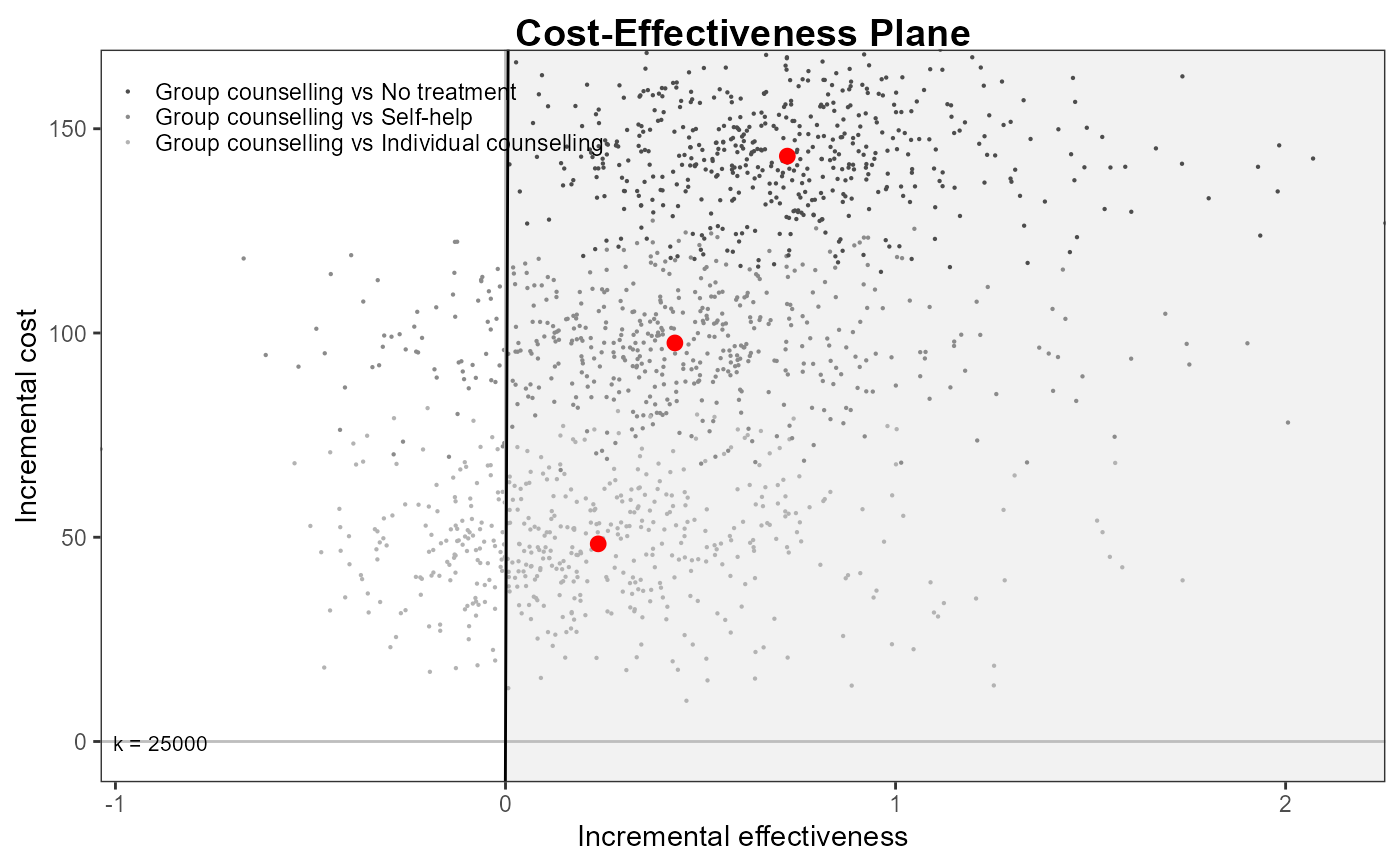 Cost-Effectiveness Plane
Group counselling vs No treatment
Group counselling vs Self-help
Group counselling vs Individual counselling
150
100
50
0
k = 25000
Incremental cost
-1
0
1
2
Incremental effectiveness